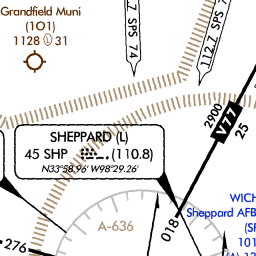 Grandfield Muni
(1O1)
1128 31
.7 SPS 74
112.7 SPS
V77
2900
25
SHEPPARD (L)
45 SHP (110.8)
N33°58.96' W98°29.26'
A-636
018
276
WICH
Sheppard AFB
(SP
101